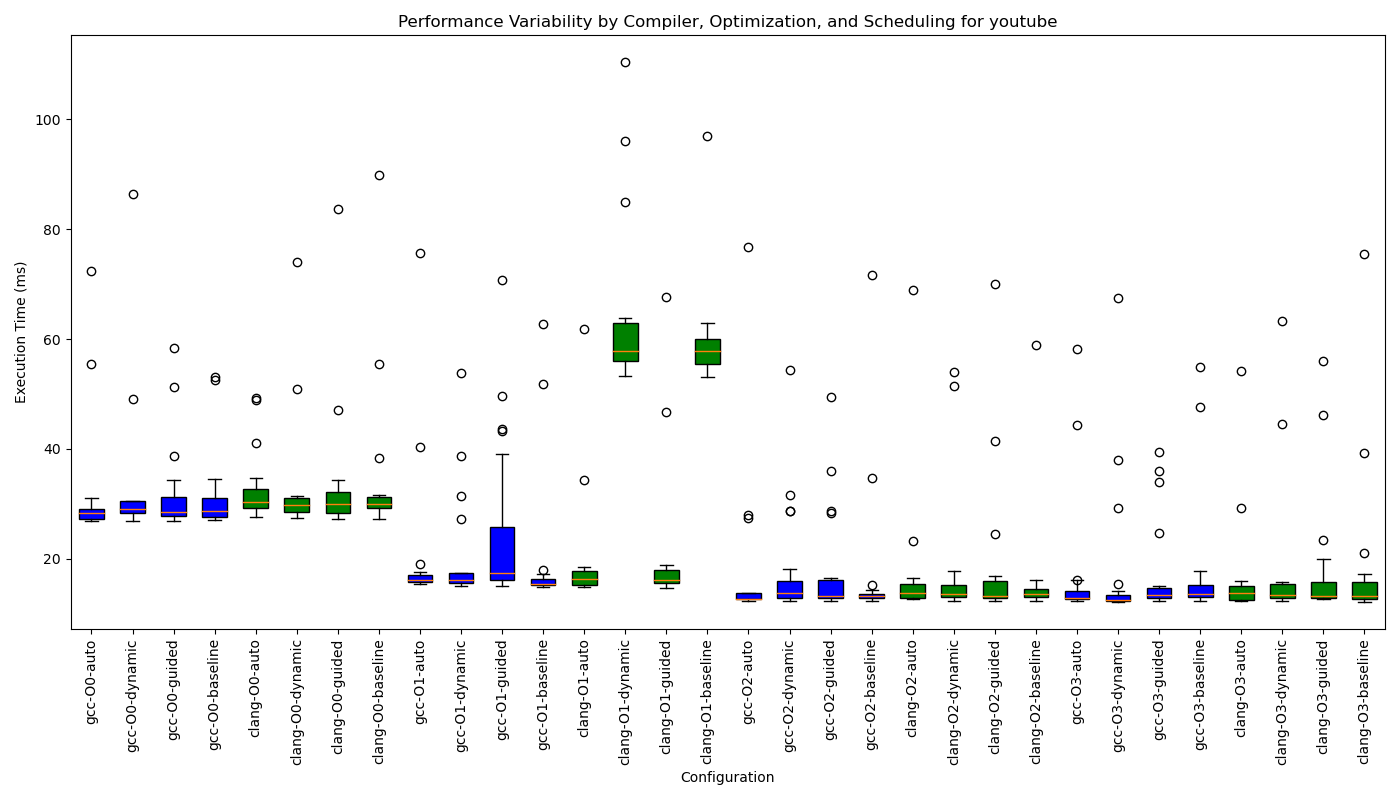 Performance Variability by Compiler, Optimization, and Scheduling for youtube
Execution Time (ms)
100
80
60
40
20
gcc-O0-auto
gcc-O0-dynamic
gcc-O0-guided
gcc-O0-baseline
clang-O0-auto
clang-O0-dynamic
clang-O0-guided
clang-O0-baseline
gcc-O1-auto
gcc-O1-dynamic
gcc-O1-guided
gcc-O1-baseline
clang-O1-auto
clang-O1-dynamic
clang-O1-guided
clang-O1-baseline
gcc-O2-auto
gcc-O2-dynamic
gcc-O2-guided
gcc-O2-baseline
clang-O2-auto
clang-O2-dynamic
clang-O2-guided
clang-O2-baseline
gcc-O3-auto
gcc-O3-dynamic
gcc-O3-guided
gcc-O3-baseline
clang-O3-auto
clang-O3-dynamic
clang-O3-guided
clang-O3-baseline
Configuration